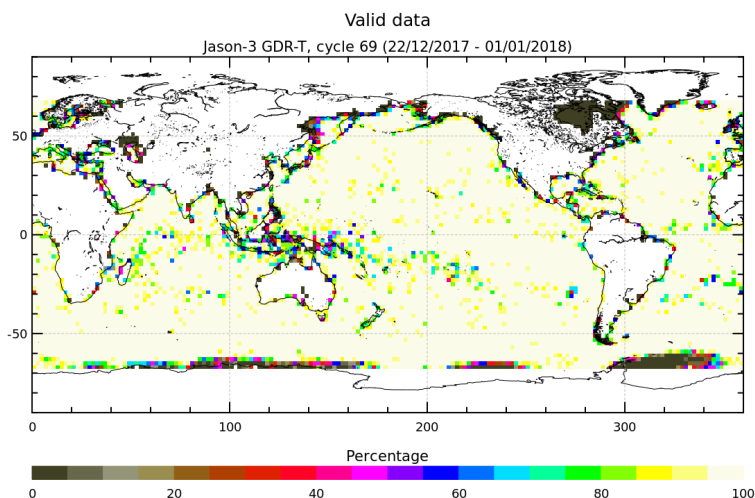 Valid data
Jason-3 GDR-T, cycle 69 (22/12/2017 - 01/01/2018)
50
0
-50
0 100 200 300
Percentage
0 20 40 60 80 100